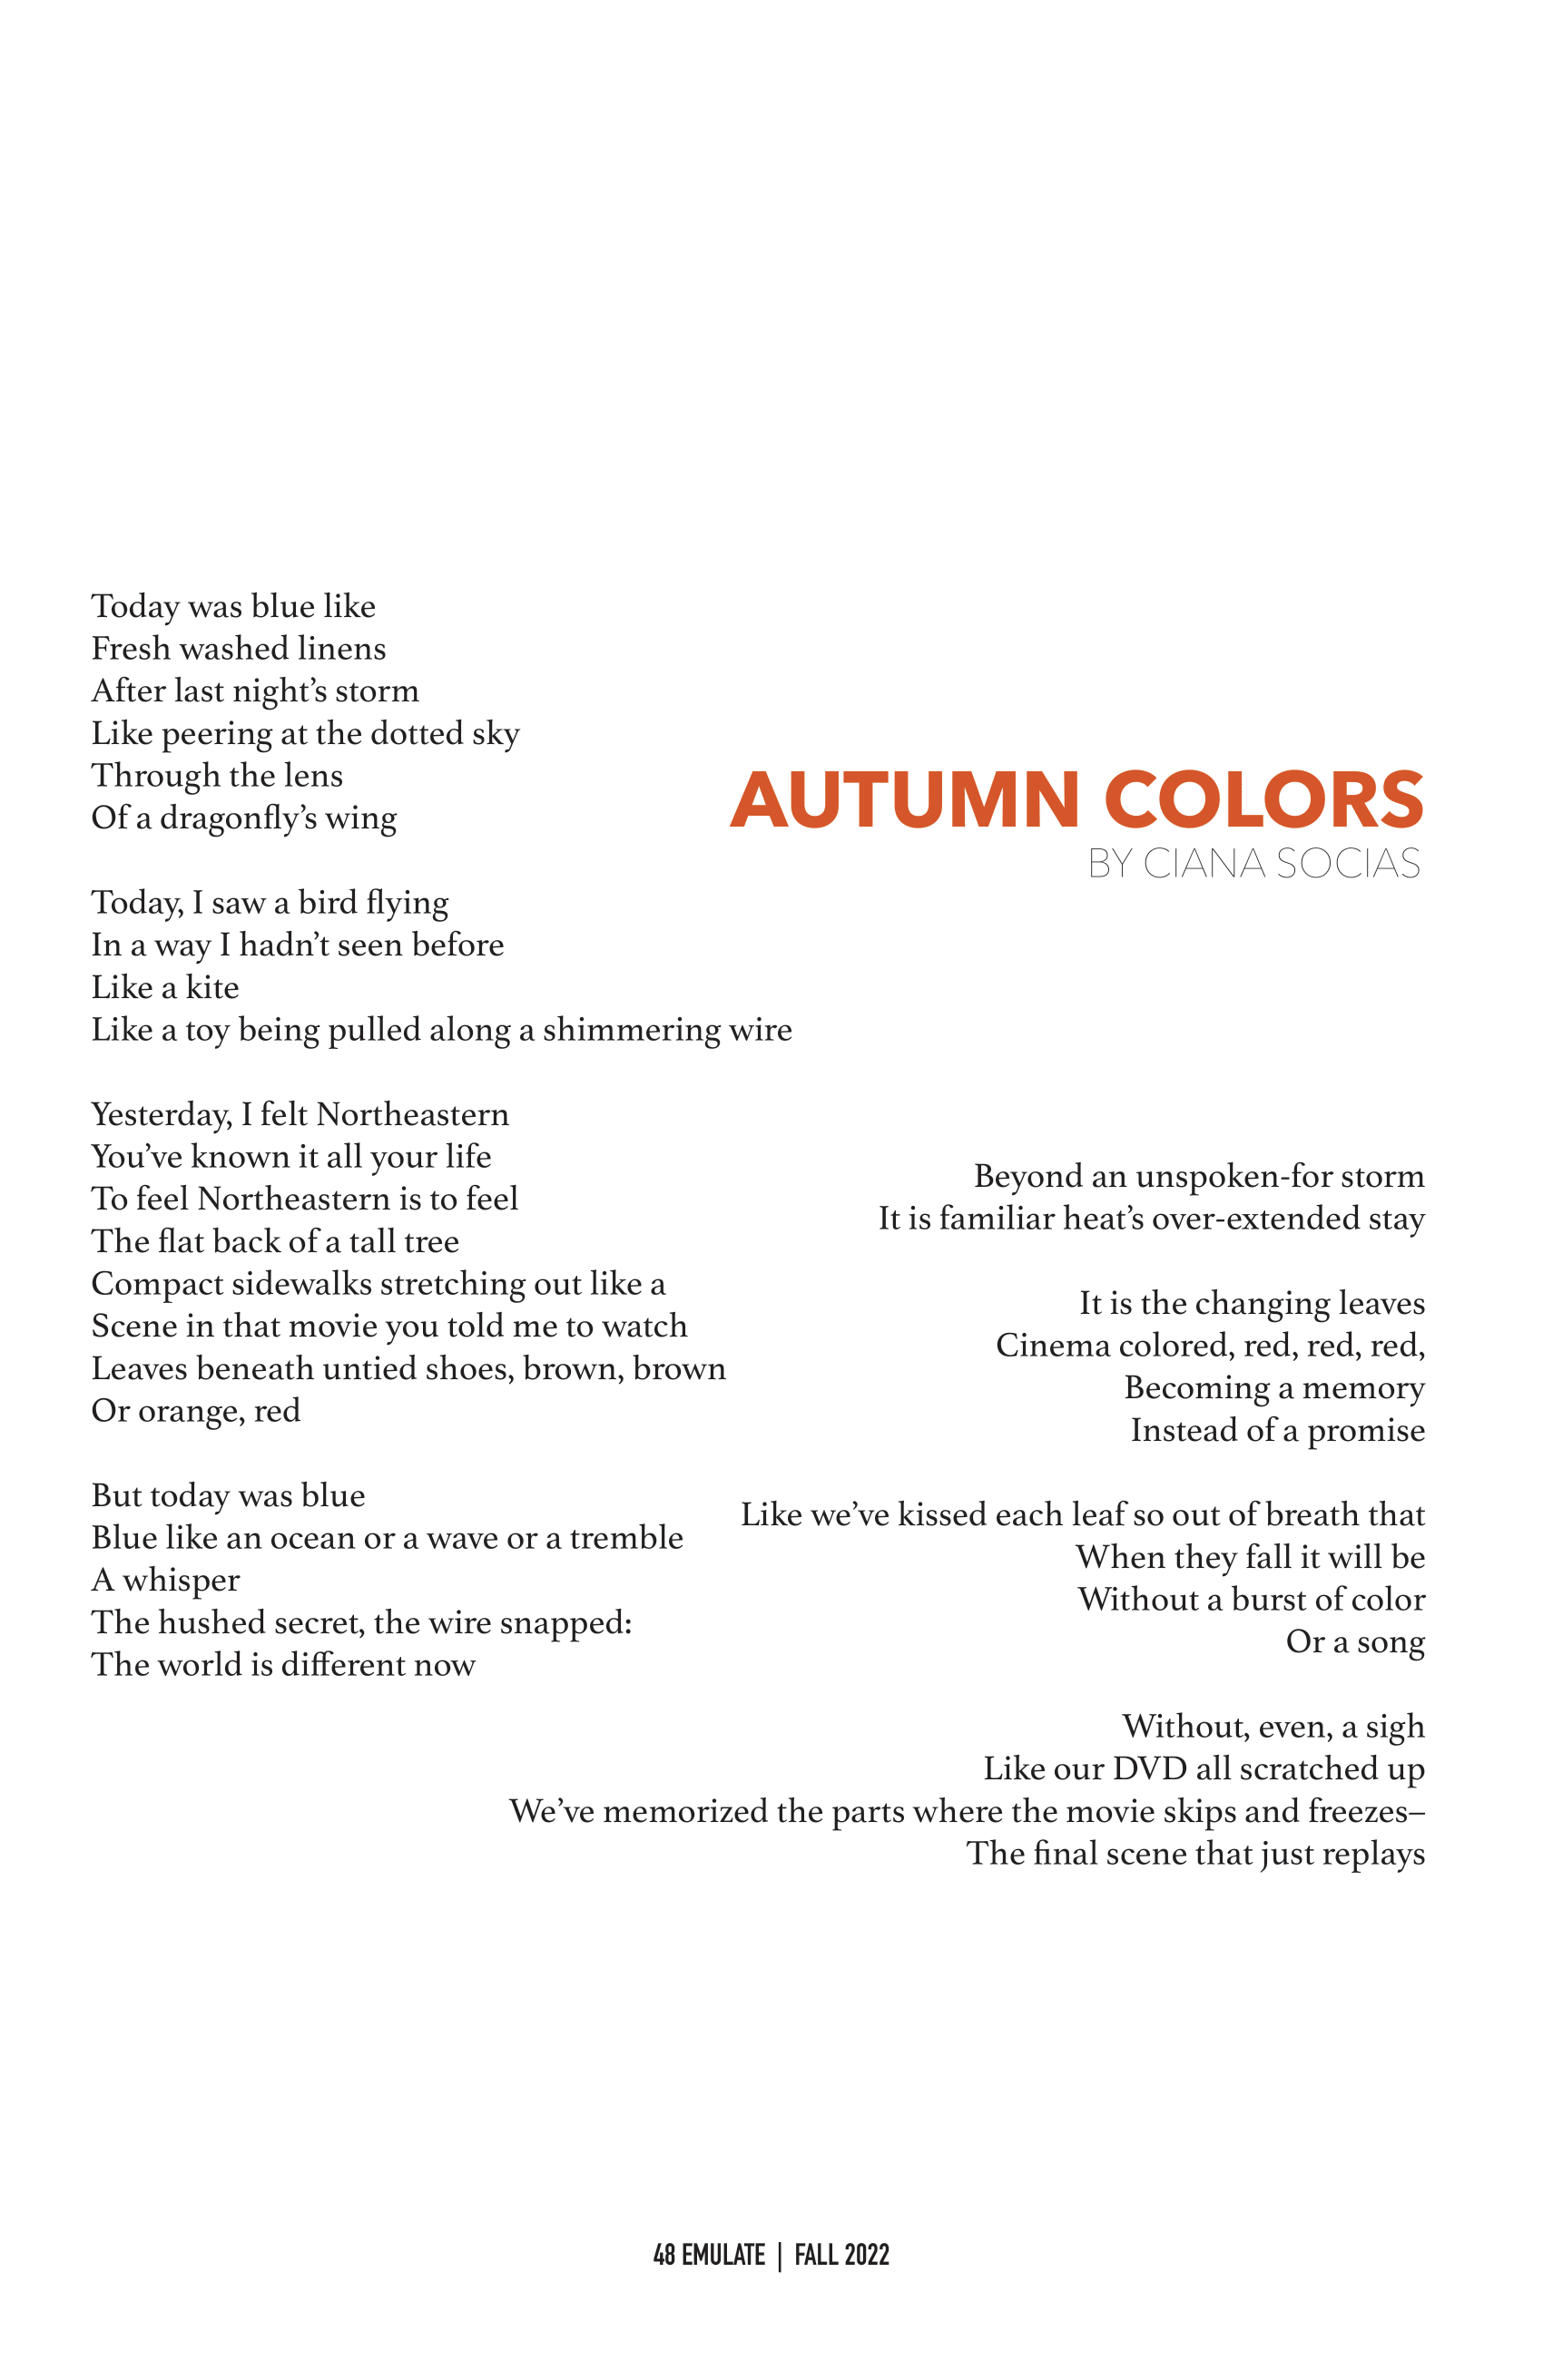 AUTUMN COLORS
BY CIANA SOCIAS
Today was blue like
Fresh washed linens
After last night’s storm
Like peering at the dotted sky
Through the lens
Of a dragonfly’s wing
Today, I saw a bird flying
In a way I hadn’t seen before
Like a kite
Like a toy being pulled along a shimmering wire
Yesterday, I felt Northeastern
You’ve known it all your life
To feel Northeastern is to feel
The flat back of a tall tree
Compact sidewalks stretching out like a
Scene in that movie you told me to watch
Leaves beneath untied shoes, brown, brown
Or orange, red
But today was blue
Blue like an ocean or a wave or a tremble
A whisper
The hushed secret, the wire snapped:
The world is different now
Beyond an unspoken-for storm
It is familiar heat’s over-extended stay
It is the changing leaves
Cinema colored, red, red, red,
Becoming a memory
Instead of a promise
Like we’ve kissed each leaf so out of breath that
When they fall it will be
Without a burst of color
Or a song
Without, even, a sigh
Like our DVD all scratched up
We’ve memorized the parts where the movie skips and freezes–
The final scene that just replays
48 EMULATE | FALL 2022